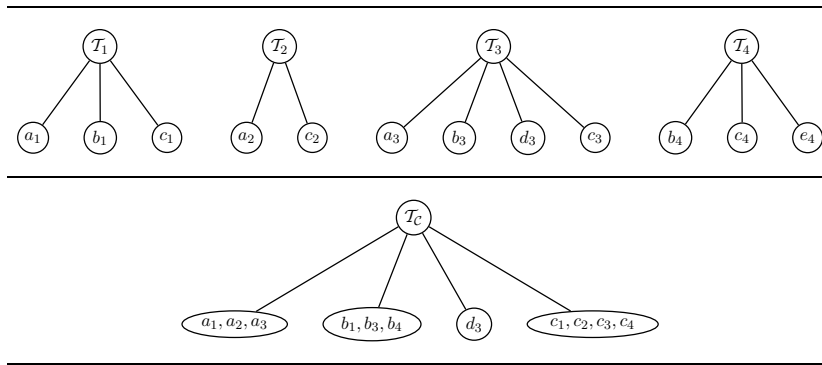 𝒯₁ 𝒯₂ 𝒯₃ 𝒯₄
a₁ b₁ c₁ a₂ c₂ a₃ b₃ d₃ c₃ b₄ c₄ e₄
𝒯_𝒞
a₁, a₂, a₃ b₁, b₃, b₄ d₃ c₁, c₂, c₃, c₄